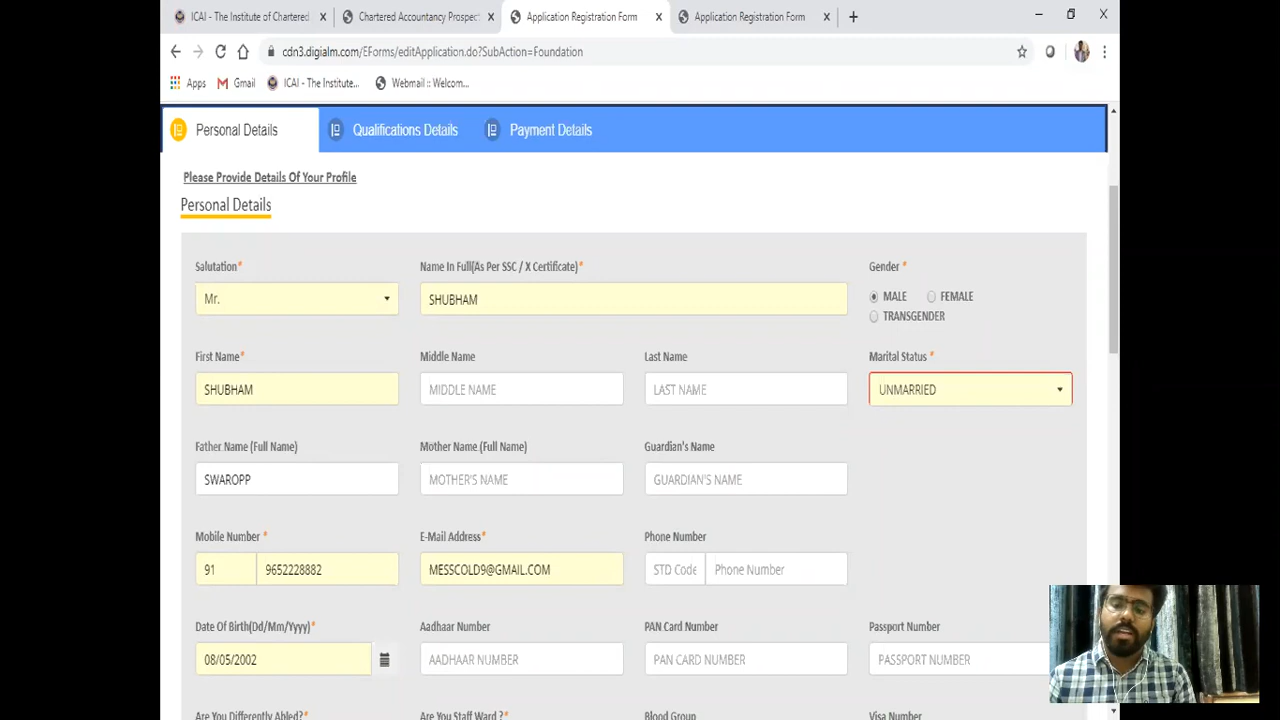 ICAI - The Institute of Chartered
Chartered Accountancy Prospect
Application Registration Form
Application Registration Form
cdn3.digialm.com/EForms/editApplication.do?SubAction=Foundation
Apps
Gmail
ICAI - The Institute...
Webmail :: Welcom...
Personal Details
Qualifications Details
Payment Details
Please Provide Details Of Your Profile
Personal Details
Salutation*
Name In Full(As Per SSC / X Certificate)*
Gender *
Mr.
SHUBHAM
MALE
FEMALE
TRANSGENDER
First Name*
Middle Name
Last Name
Marital Status *
SHUBHAM
MIDDLE NAME
LAST NAME
UNMARRIED
Father Name (Full Name)
Mother Name (Full Name)
Guardian's Name
SWAROPP
MOTHER'S NAME
GUARDIAN'S NAME
Mobile Number *
E-Mail Address*
Phone Number
91
9652228882
MESSCOLD9@GMAIL.COM
STD Code
Phone Number
Date Of Birth(Dd/Mm/Yyyy)*
Aadhaar Number
PAN Card Number
Passport Number
08/05/2002
AADHAAR NUMBER
PAN CARD NUMBER
PASSPORT NUMBER
Are You Differently Abled?*
Are You Staff Ward ?*
Blood Group
Visa Number